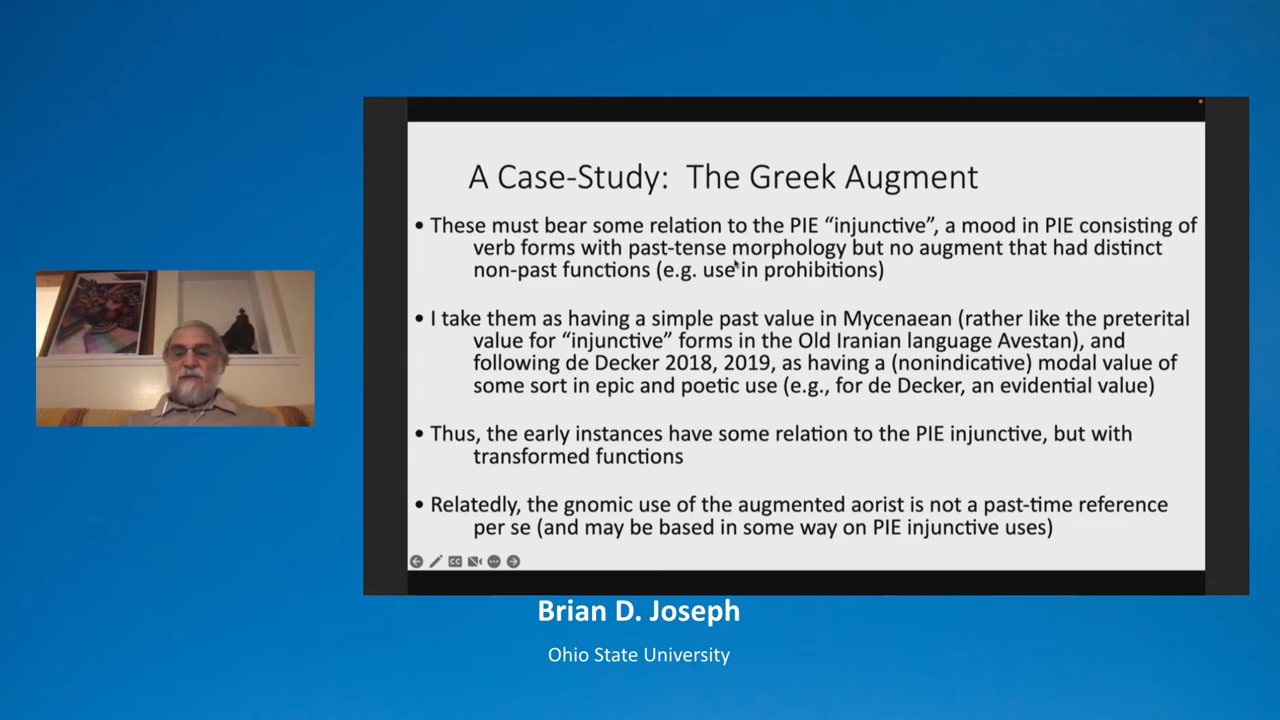 A Case-Study: The Greek Augment
• These must bear some relation to the PIE “injunctive”, a mood in PIE consisting of
verb forms with past-tense morphology but no augment that had distinct
non-past functions (e.g. use in prohibitions)
• I take them as having a simple past value in Mycenaean (rather like the preterital
value for “injunctive” forms in the Old Iranian language Avestan), and
following de Decker 2018, 2019, as having a (nonindicative) modal value of
some sort in epic and poetic use (e.g., for de Decker, an evidential value)
• Thus, the early instances have some relation to the PIE injunctive, but with
transformed functions
• Relatedly, the gnomic use of the augmented aorist is not a past-time reference
per se (and may be based in some way on PIE injunctive uses)
CC
Brian D. Joseph
Ohio State University